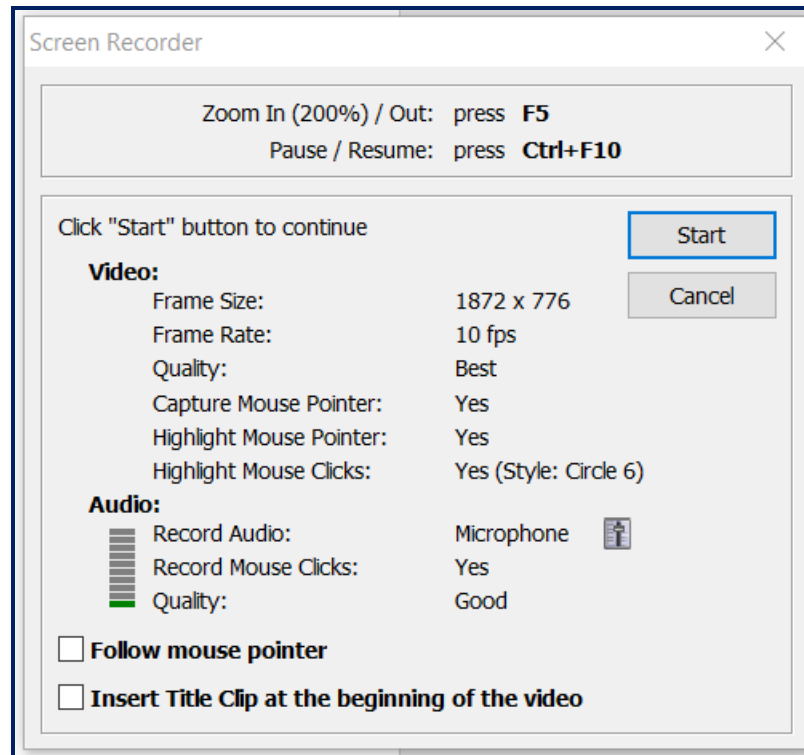 Screen Recorder
Zoom In (200%) / Out: press F5
Pause / Resume: press Ctrl+F10
Click "Start" button to continue
Start
Video:
Cancel
Frame Size: 1872 x 776
Frame Rate: 10 fps
Quality: Best
Capture Mouse Pointer: Yes
Highlight Mouse Pointer: Yes
Highlight Mouse Clicks: Yes (Style: Circle 6)
Audio:
Record Audio: Microphone
Record Mouse Clicks: Yes
Quality: Good
Follow mouse pointer
Insert Title Clip at the beginning of the video